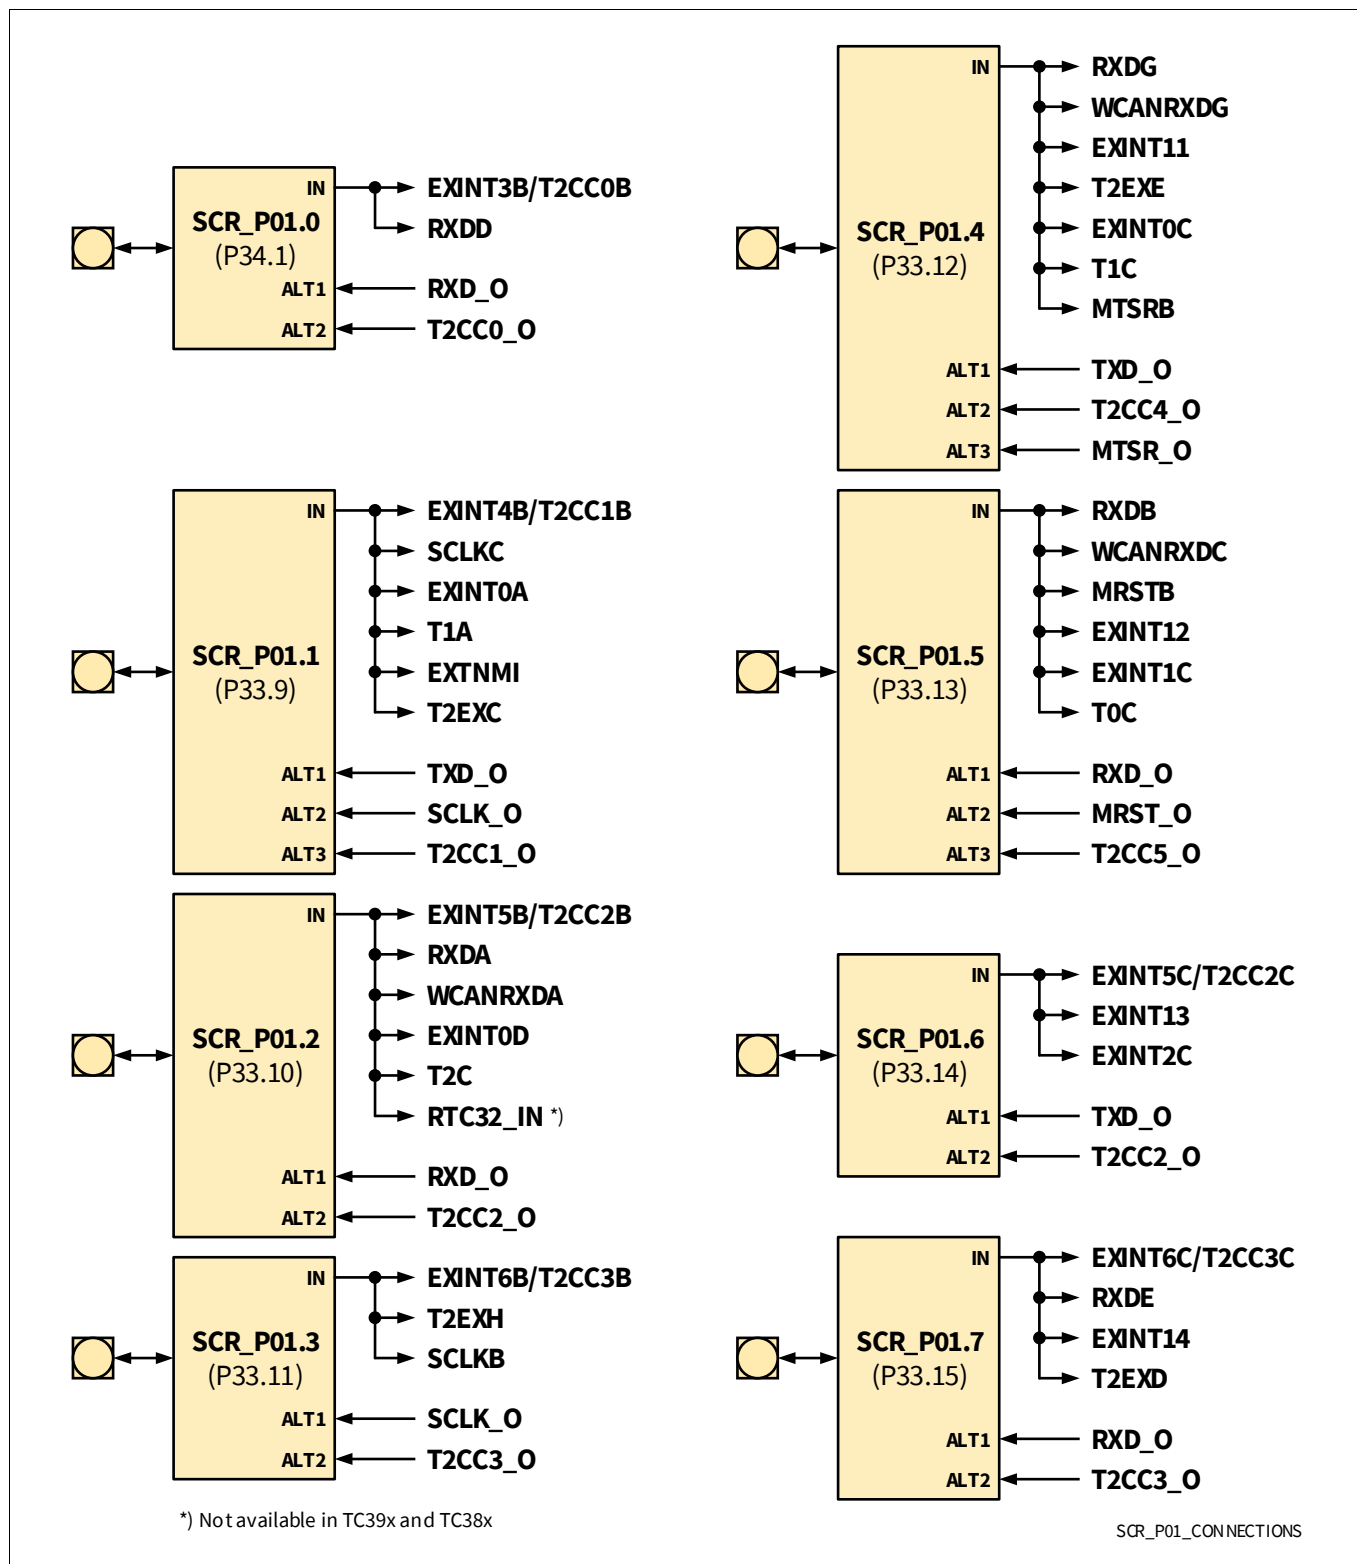 IN
SCR_P01.0
(P34.1)
ALT1
ALT2
EXINT3B/T2CC0B
RXDD
RXD_O
T2CC0_O
IN
SCR_P01.1
(P33.9)
ALT1
ALT2
ALT3
EXINT4B/T2CC1B
SCLKC
EXINT0A
T1A
EXTNMI
T2EXC
TXD_O
SCLK_O
T2CC1_O
IN
SCR_P01.2
(P33.10)
ALT1
ALT2
EXINT5B/T2CC2B
RXDA
WCANRXDA
EXINT0D
T2C
RTC32_IN *)
RXD_O
T2CC2_O
IN
SCR_P01.3
(P33.11)
ALT1
ALT2
EXINT6B/T2CC3B
T2EXH
SCLKB
SCLK_O
T2CC3_O
IN
SCR_P01.4
(P33.12)
ALT1
ALT2
ALT3
RXDG
WCANRXDG
EXINT11
T2EXE
EXINT0C
T1C
MTSRB
TXD_O
T2CC4_O
MTSR_O
IN
SCR_P01.5
(P33.13)
ALT1
ALT2
ALT3
RXDB
WCANRXDC
MRSTB
EXINT12
EXINT1C
T0C
RXD_O
MRST_O
T2CC5_O
IN
SCR_P01.6
(P33.14)
ALT1
ALT2
EXINT5C/T2CC2C
EXINT13
EXINT2C
TXD_O
T2CC2_O
IN
SCR_P01.7
(P33.15)
ALT1
ALT2
EXINT6C/T2CC3C
RXDE
EXINT14
T2EXD
RXD_O
T2CC3_O
*) Not available in TC39x and TC38x
SCR_P01_CONNECTIONS